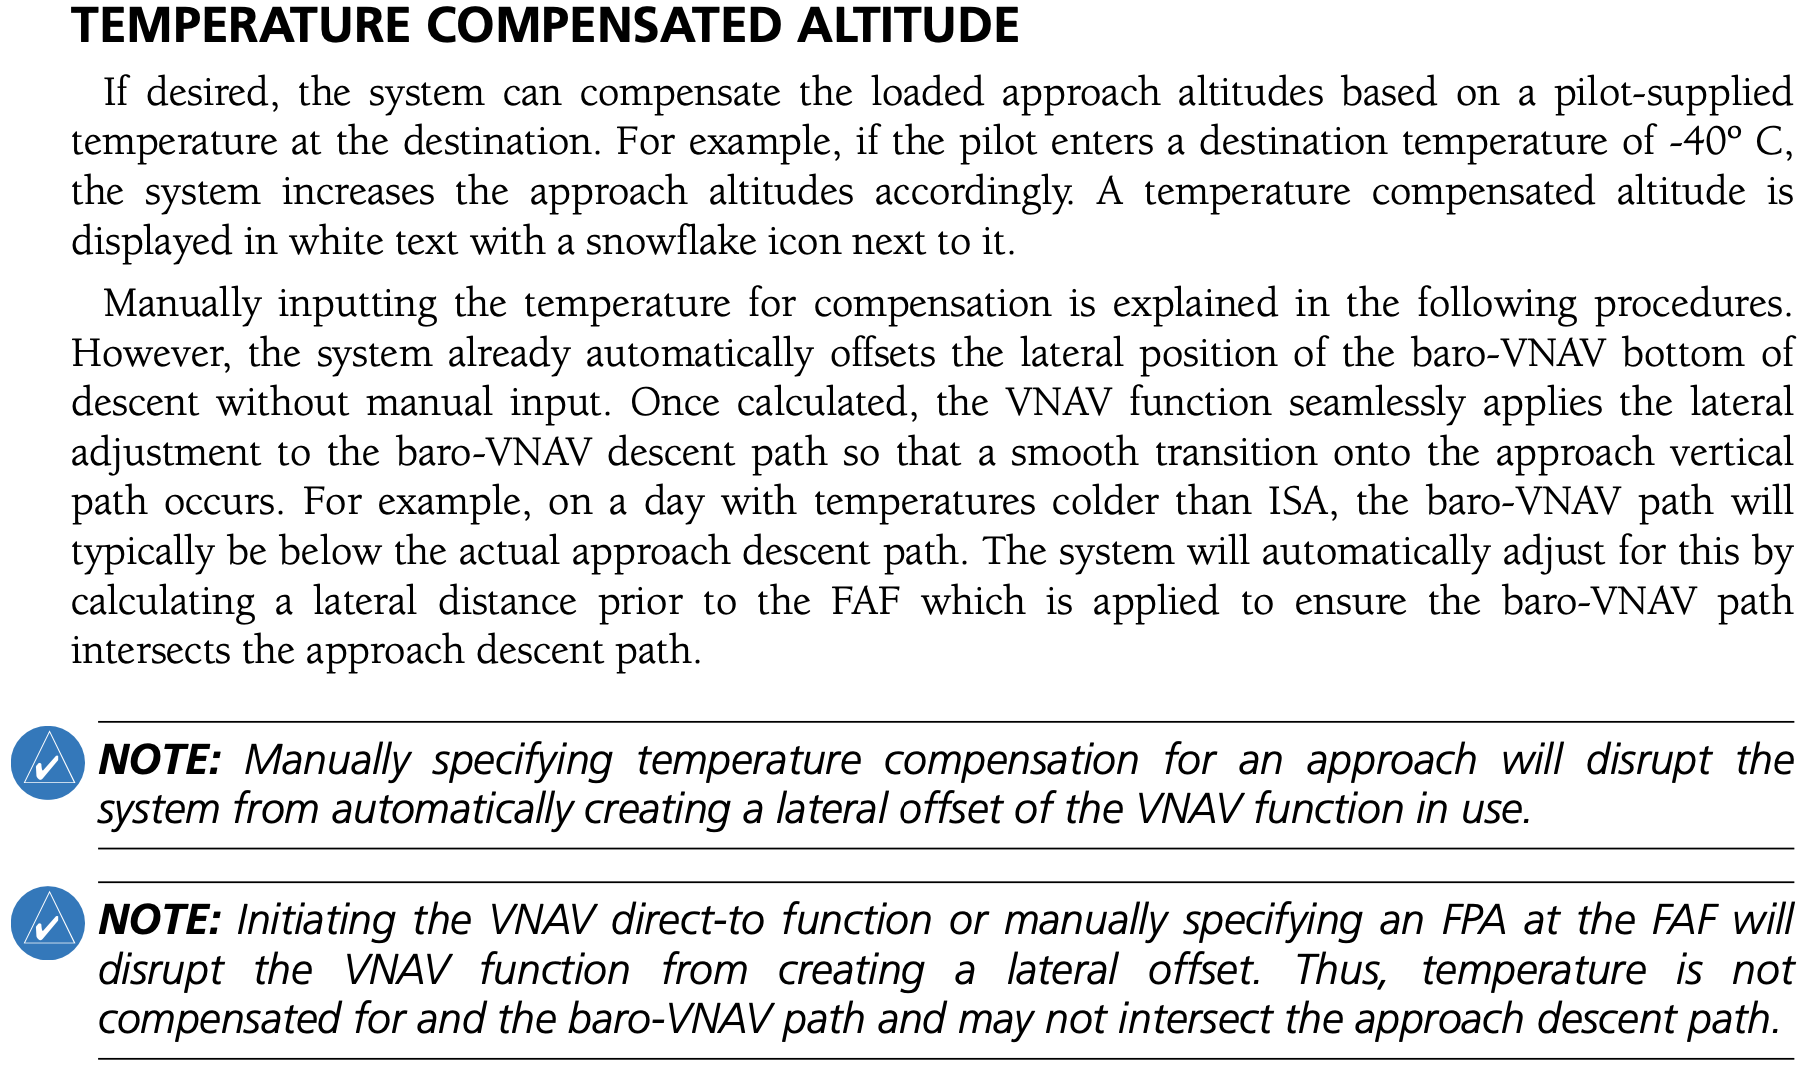 TEMPERATURE COMPENSATED ALTITUDE
If desired, the system can compensate the loaded approach altitudes based on a pilot-supplied
temperature at the destination. For example, if the pilot enters a destination temperature of -40º C,
the system increases the approach altitudes accordingly. A temperature compensated altitude is
displayed in white text with a snowflake icon next to it.
Manually inputting the temperature for compensation is explained in the following procedures.
However, the system already automatically offsets the lateral position of the baro-VNAV bottom of
descent without manual input. Once calculated, the VNAV function seamlessly applies the lateral
adjustment to the baro-VNAV descent path so that a smooth transition onto the approach vertical
path occurs. For example, on a day with temperatures colder than ISA, the baro-VNAV path will
typically be below the actual approach descent path. The system will automatically adjust for this by
calculating a lateral distance prior to the FAF which is applied to ensure the baro-VNAV path
intersects the approach descent path.
NOTE: Manually specifying temperature compensation for an approach will disrupt the
system from automatically creating a lateral offset of the VNAV function in use.
NOTE: Initiating the VNAV direct-to function or manually specifying an FPA at the FAF will
disrupt the VNAV function from creating a lateral offset. Thus, temperature is not
compensated for and the baro-VNAV path and may not intersect the approach descent path.